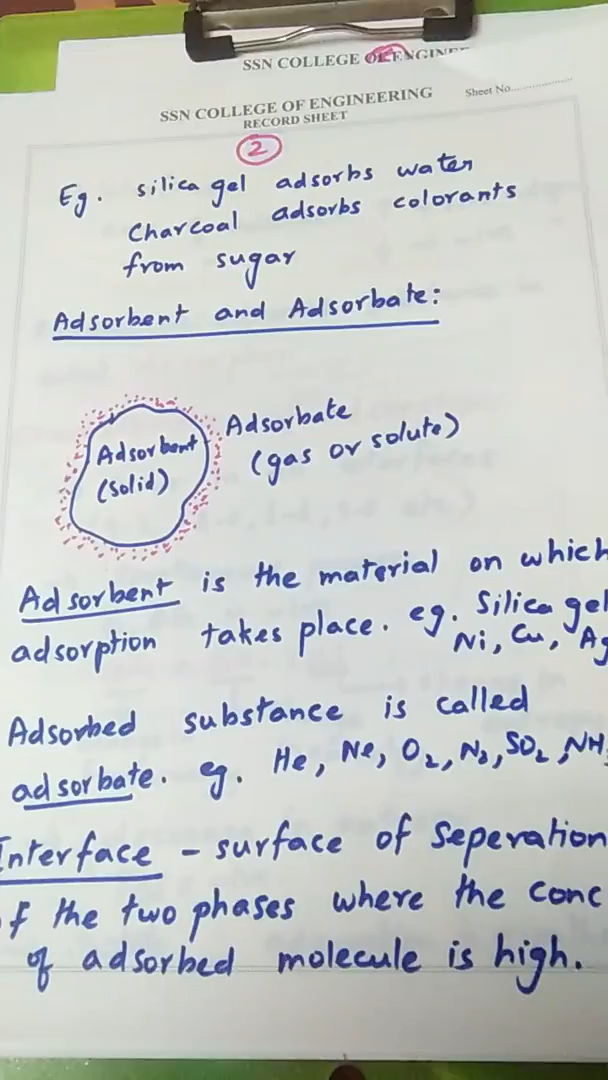 SSN COLLEGE OF ENGINEE
SSN COLLEGE OF ENGINEERING
Sheet No..................
RECORD SHEET
2
Eg. silica gel adsorbs water
Charcoal adsorbs colorants
from sugar
Adsorbent and Adsorbate:
Adsorbent
(solid)
Adsorbate
(gas or solute)
Adsorbent is the material on which
adsorption takes place. eg. Silica gel
Ni, Cu, Ag
Adsorbed substance is called
adsorbate. eg. He, Ne, O2, N2, SO2, NH3
Interface - surface of seperation
of the two phases where the conc
of adsorbed molecule is high.